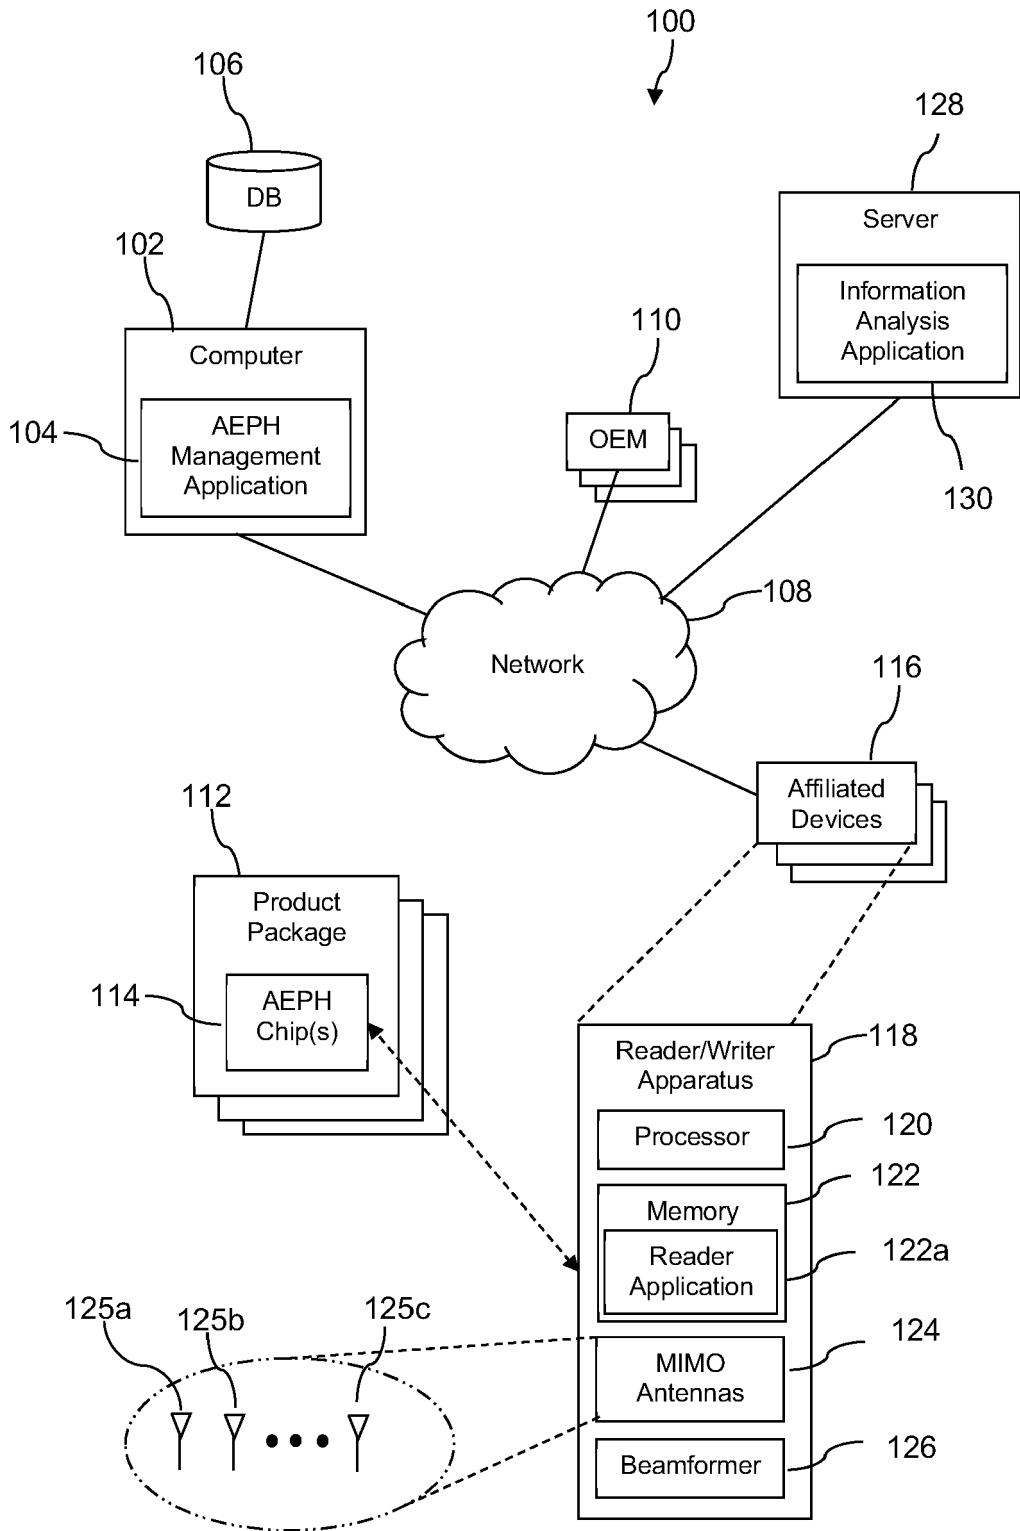 100
106
128
DB
Server
102
Information
Analysis
Application
110
Computer
OEM
104
AEPH
Management
Application
130
108
Network
116
Affiliated
Devices
112
Product
Package
114
AEPH
Chip(s)
118
Reader/Writer
Apparatus
Processor
120
122
Memory
Reader
Application
122a
125a
125b
125c
MIMO
Antennas
124
Beamformer
126